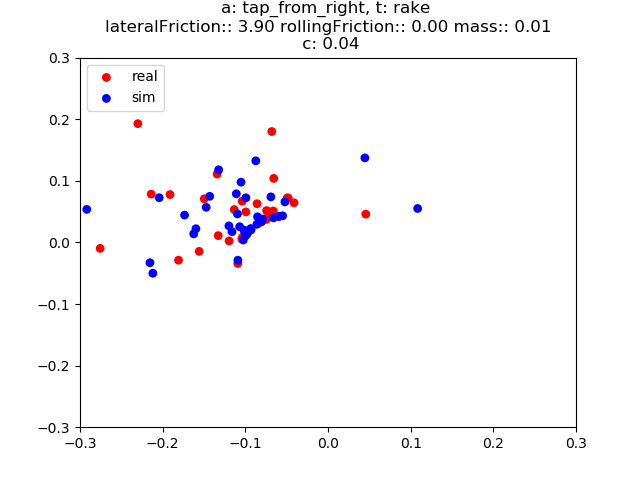 a: tap_from_right, t: rake
lateralFriction:: 3.90 rollingFriction:: 0.00 mass:: 0.01
c: 0.04
real
sim
0.3
0.2
0.1
0.0
−0.1
−0.2
−0.3
−0.3
−0.2
−0.1
0.0
0.1
0.2
0.3